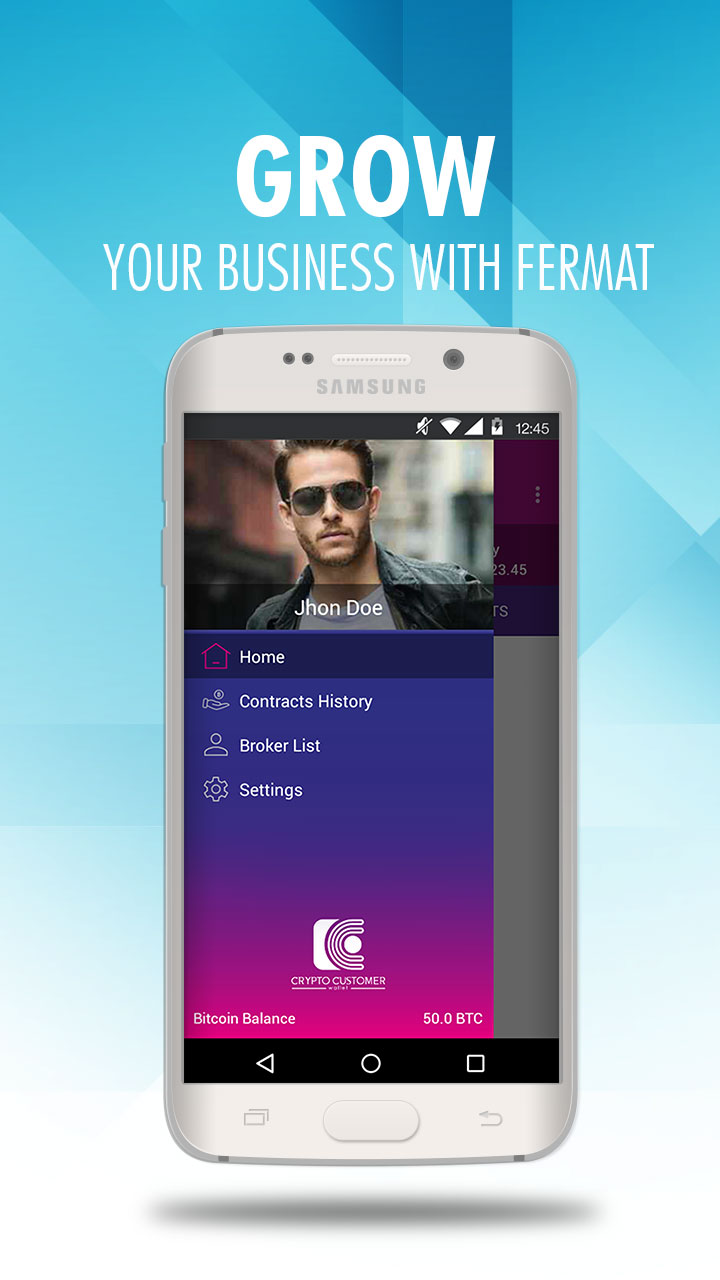 GROW
YOUR BUSINESS WITH FERMAT
SAMSUNG
12:45
Jhon Doe
23.45
TS
Home
Contracts History
Broker List
Settings
CRYPTO CUSTOMER
wallet
Bitcoin Balance 50.0 BTC